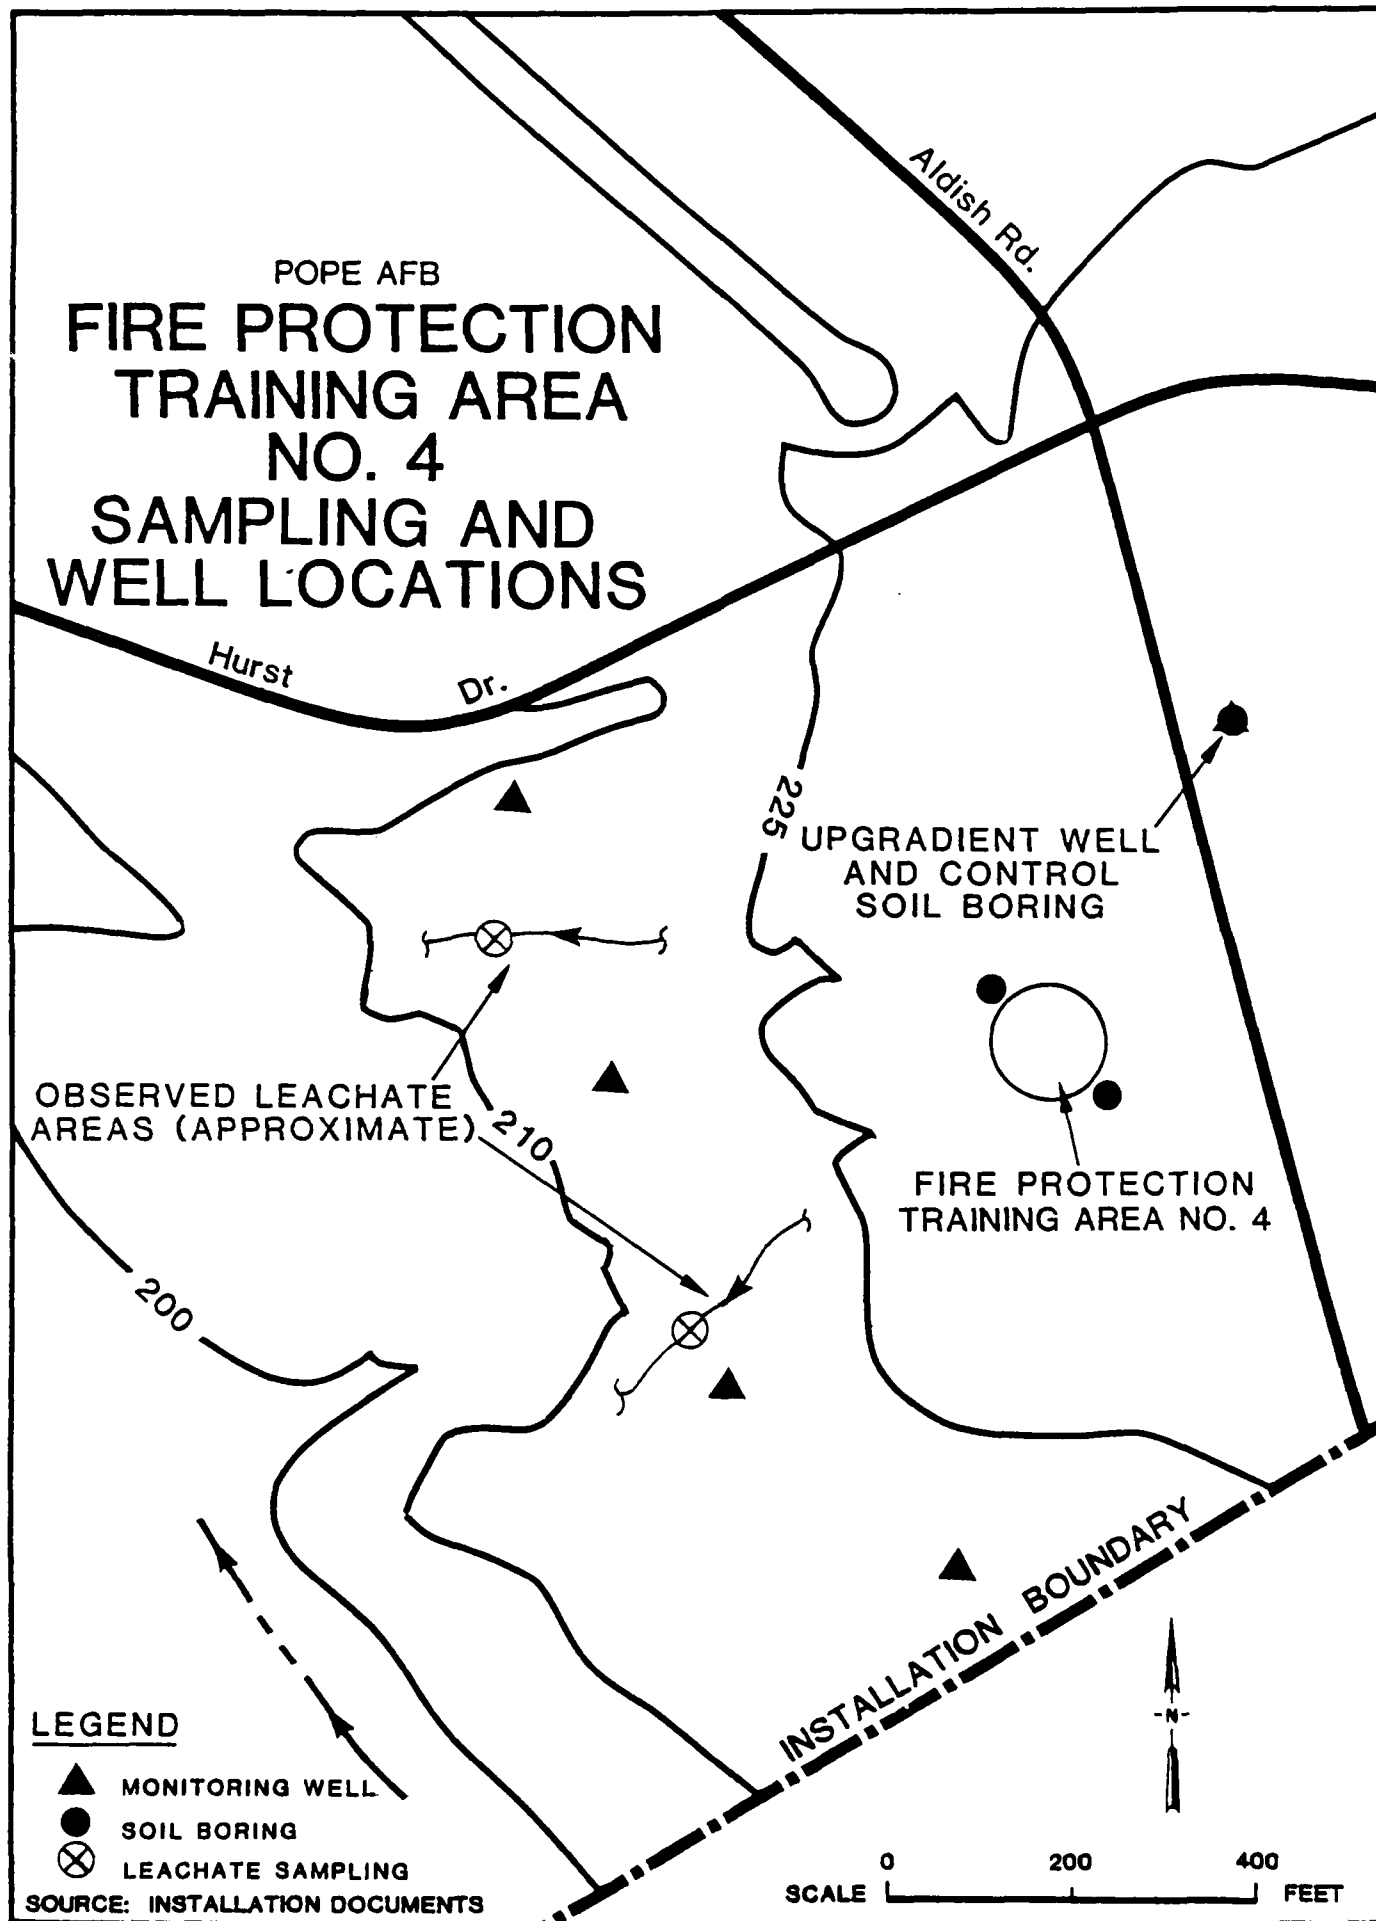 POPE AFB
FIRE PROTECTION
TRAINING AREA
NO. 4
SAMPLING AND
WELL LOCATIONS
Aldish Rd.
Hurst Dr.
225
UPGRADIENT WELL
AND CONTROL
SOIL BORING
OBSERVED LEACHATE
AREAS (APPROXIMATE)
210
FIRE PROTECTION
TRAINING AREA NO. 4
200
INSTALLATION BOUNDARY
-N-
LEGEND
MONITORING WELL
SOIL BORING
LEACHATE SAMPLING
SOURCE: INSTALLATION DOCUMENTS
0 200 400
SCALE FEET